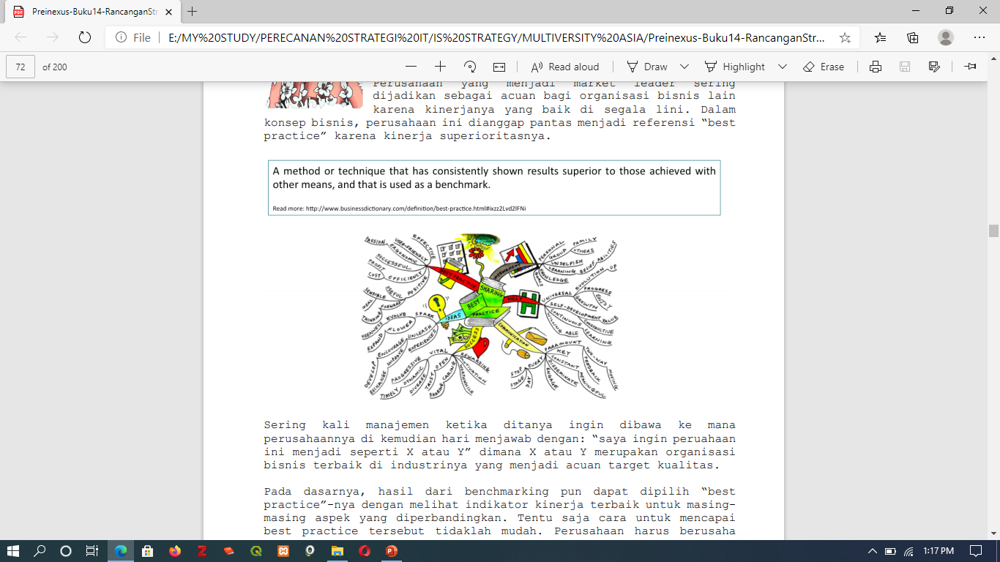 Preinexus-Buku14-RancanganStr
File
E:/MY%20STUDY/PERECANAN%20STRATEGI%20IT/IS%20STRATEGY/MULTIVERSITY%20ASIA/Preinexus-Buku14-RancanganStr...
72 of 200
Read aloud
Draw
Highlight
Erase
Perusahaan yang menjadi market leader sering
dijadikan sebagai acuan bagi organisasi bisnis lain
karena kinerjanya yang baik di segala lini. Dalam
konsep bisnis, perusahaan ini dianggap pantas menjadi referensi “best
practice” karena kinerja superioritasnya.
A method or technique that has consistently shown results superior to those achieved with
other means, and that is used as a benchmark.
Read more: http://www.businessdictionary.com/definition/best-practice.html#ixzz2Lvd2lFNi
PASSION
USER-FRIENDLY
EFFECTIVE
ERGONOMIC
SUCCESSFUL
PROFIT
COST
EFFICIENCY
SENSIBLE
USEFUL
POSITIVE
FORWARD
THINKING
BEST PRACTICE
SHARING
BEST
PRACTICE
IMPROVEMENT
PERSONAL
FAMILY
GROUP
OTHERS
UNSELFISH
LEARNING
BELIEF
ABILITIES
KNOWLEDGE
HELP
UNIVERSAL
EVOLUTION
UP
PROGRESS
GROWTH
ENJOY
SELF-DEVELOPMENT
VALUE
CONTINUOUS
CONSTRUCTIVE
WILLING
ABLE
LEARNING
IDEAS
KEENNESS
EVOLVE
SPARK
EXPAND
FLOWER
UNLEASH
ENCOURAGE
EXPERIENCES
DEVELOP
IMPROVE
EXCHANGE
SUCCESS
VITAL
PROGRESSIVE
DYNAMIC
TIMELY
DIVERSE
TRUST
OPEN
SHARING
CARING
REWARDING
MOTIVATION
WORTHWHILE
COMMUNICATION
PARAMOUNT
TWO-WAY
KEY
FEEDBACK
MOVING
CONSTANT
MEANINGFUL
DISSEMINATE
ENGAGE
EVERY
STEP
STAGE
DAY
Sering kali manajemen ketika ditanya ingin dibawa ke mana
perusahaannya di kemudian hari menjawab dengan: “saya ingin peruahaan
ini menjadi seperti X atau Y” dimana X atau Y merupakan organisasi
bisnis terbaik di industrinya yang menjadi acuan target kualitas.
Pada dasarnya, hasil dari benchmarking pun dapat dipilih “best
practice”-nya dengan melihat indikator kinerja terbaik untuk masing-
masing aspek yang diperbandingkan. Tentu saja cara untuk mencapai
best practice tersebut tidaklah mudah. Perusahaan harus berusaha
1:17 PM